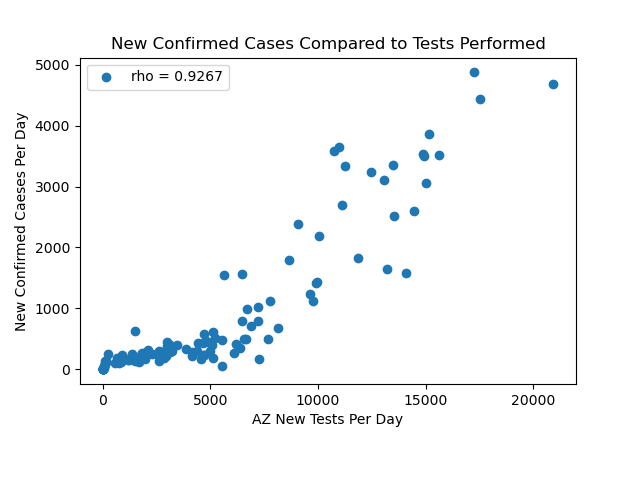 New Confirmed Cases Compared to Tests Performed
rho = 0.9267
5000
4000
3000
2000
1000
0
New Confirmed Caeses Per Day
0 5000 10000 15000 20000
AZ New Tests Per Day